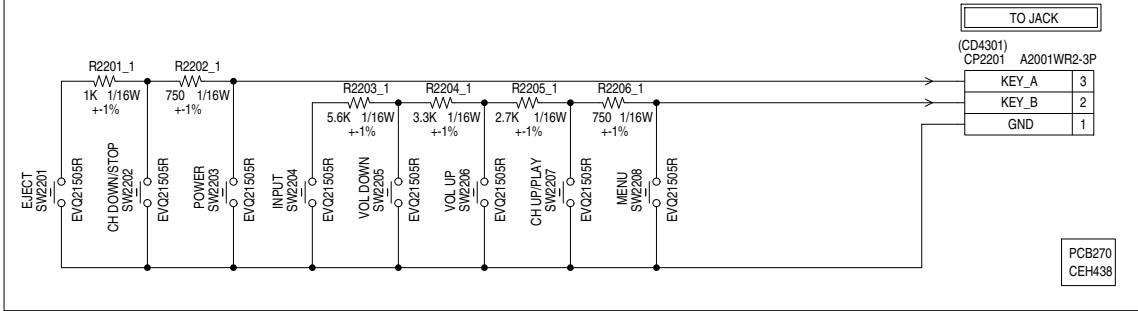 TO JACK
(CD4301)
CP2201 A2001WR2-3P
KEY_A 3
KEY_B 2
GND 1
R2201_1
1K 1/16W
+-1%
R2202_1
750 1/16W
+-1%
R2203_1
5.6K 1/16W
+-1%
R2204_1
3.3K 1/16W
+-1%
R2205_1
2.7K 1/16W
+-1%
R2206_1
750 1/16W
+-1%
EJECT
SW2201
EVQ21505R
CH DOWN/STOP
SW2202
EVQ21505R
POWER
SW2203
EVQ21505R
INPUT
SW2204
EVQ21505R
VOL DOWN
SW2205
EVQ21505R
VOL UP
SW2206
EVQ21505R
CH UP/PLAY
SW2207
EVQ21505R
MENU
SW2208
EVQ21505R
PCB270
CEH438